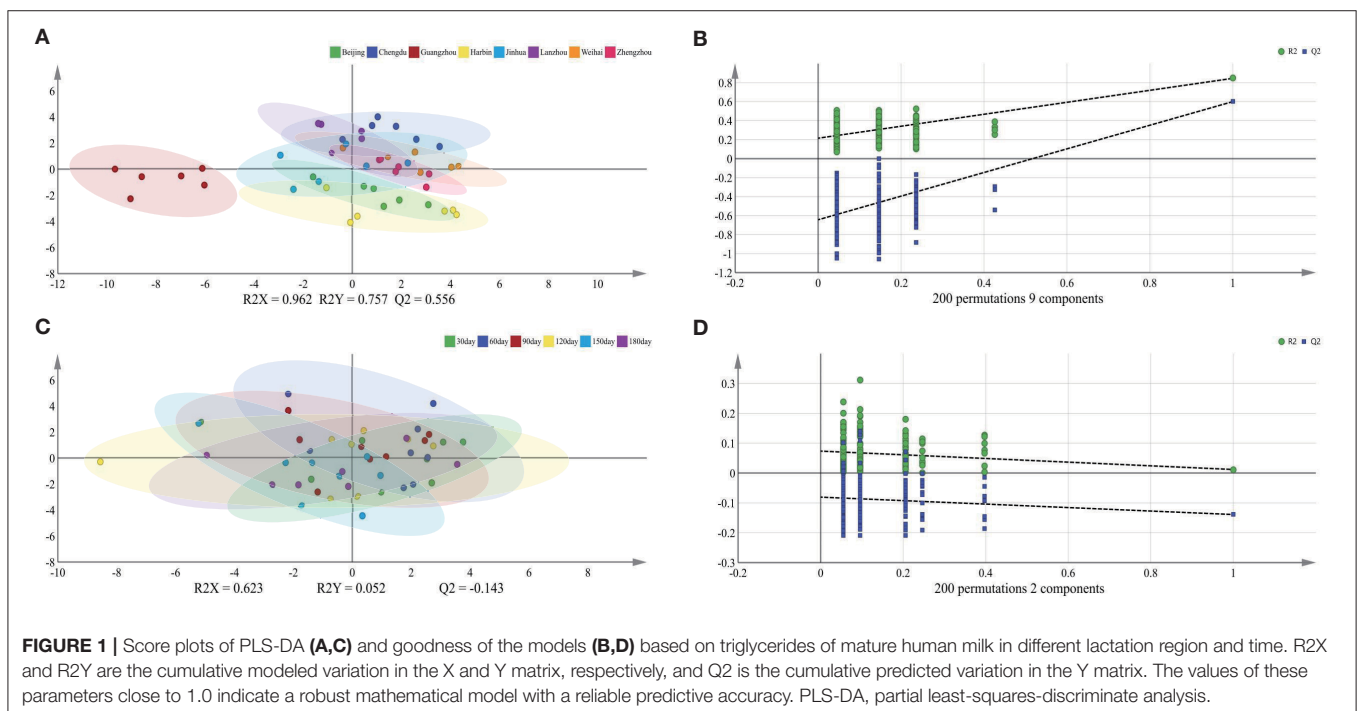 A
Beijing Chengdu Guangzhou Harbin Jinhua Lanzhou Weihai Zhengzhou
6
4
2
0
-2
-4
-6
-8
-12 -10 -8 -6 -4 -2 0 2 4 6 8 10
R2X = 0.962 R2Y = 0.757 Q2 = 0.556
B
R2 Q2
0.8
0.6
0.4
0.2
0
-0.2
-0.4
-0.6
-0.8
-1
-1.2
-0.2 0 0.2 0.4 0.6 0.8 1
200 permutations 9 components
C
30day 60day 90day 120day 150day 180day
6
4
2
0
-2
-4
-6
-8
-10 -8 -6 -4 -2 0 2 4 6 8
R2X = 0.623 R2Y = 0.052 Q2 = -0.143
D
R2 Q2
0.3
0.2
0.1
0
-0.1
-0.2
-0.3
-0.2 0 0.2 0.4 0.6 0.8 1
200 permutations 2 components
FIGURE 1 | Score plots of PLS-DA (A,C) and goodness of the models (B,D) based on triglycerides of mature human milk in different lactation region and time. R2X
and R2Y are the cumulative modeled variation in the X and Y matrix, respectively, and Q2 is the cumulative predicted variation in the Y matrix. The values of these
parameters close to 1.0 indicate a robust mathematical model with a reliable predictive accuracy. PLS-DA, partial least-squares-discriminate analysis.